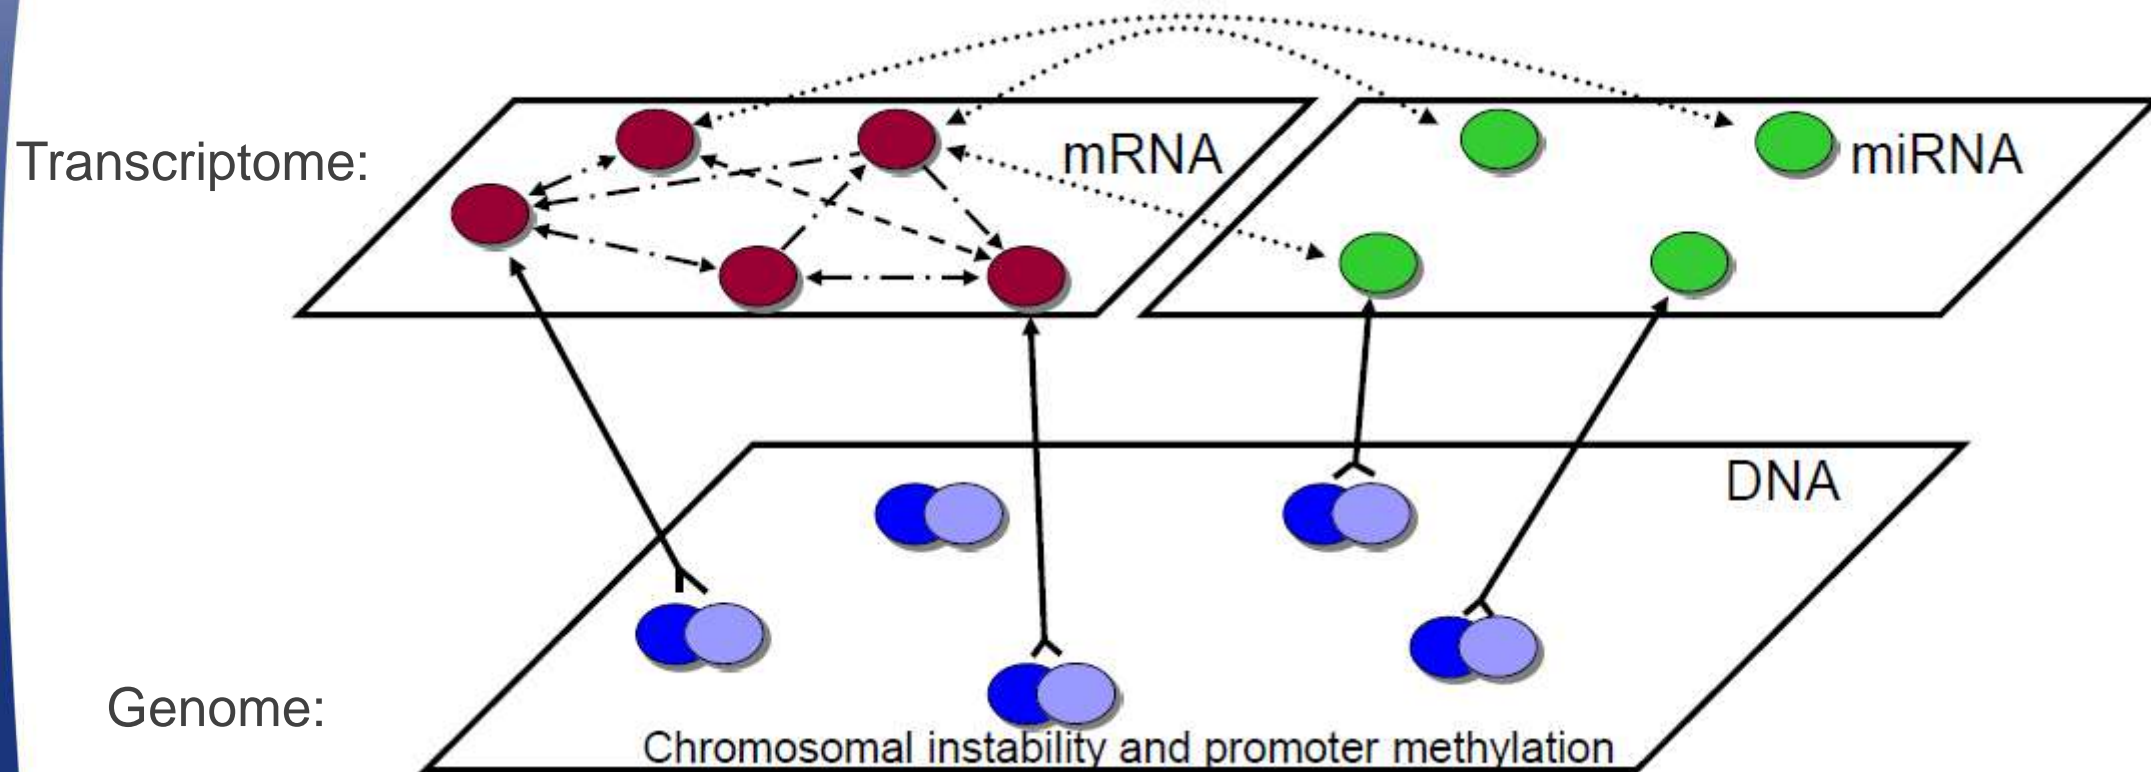 Transcriptome:
mRNA
miRNA
DNA
Genome:
Chromosomal instability and promoter methylation